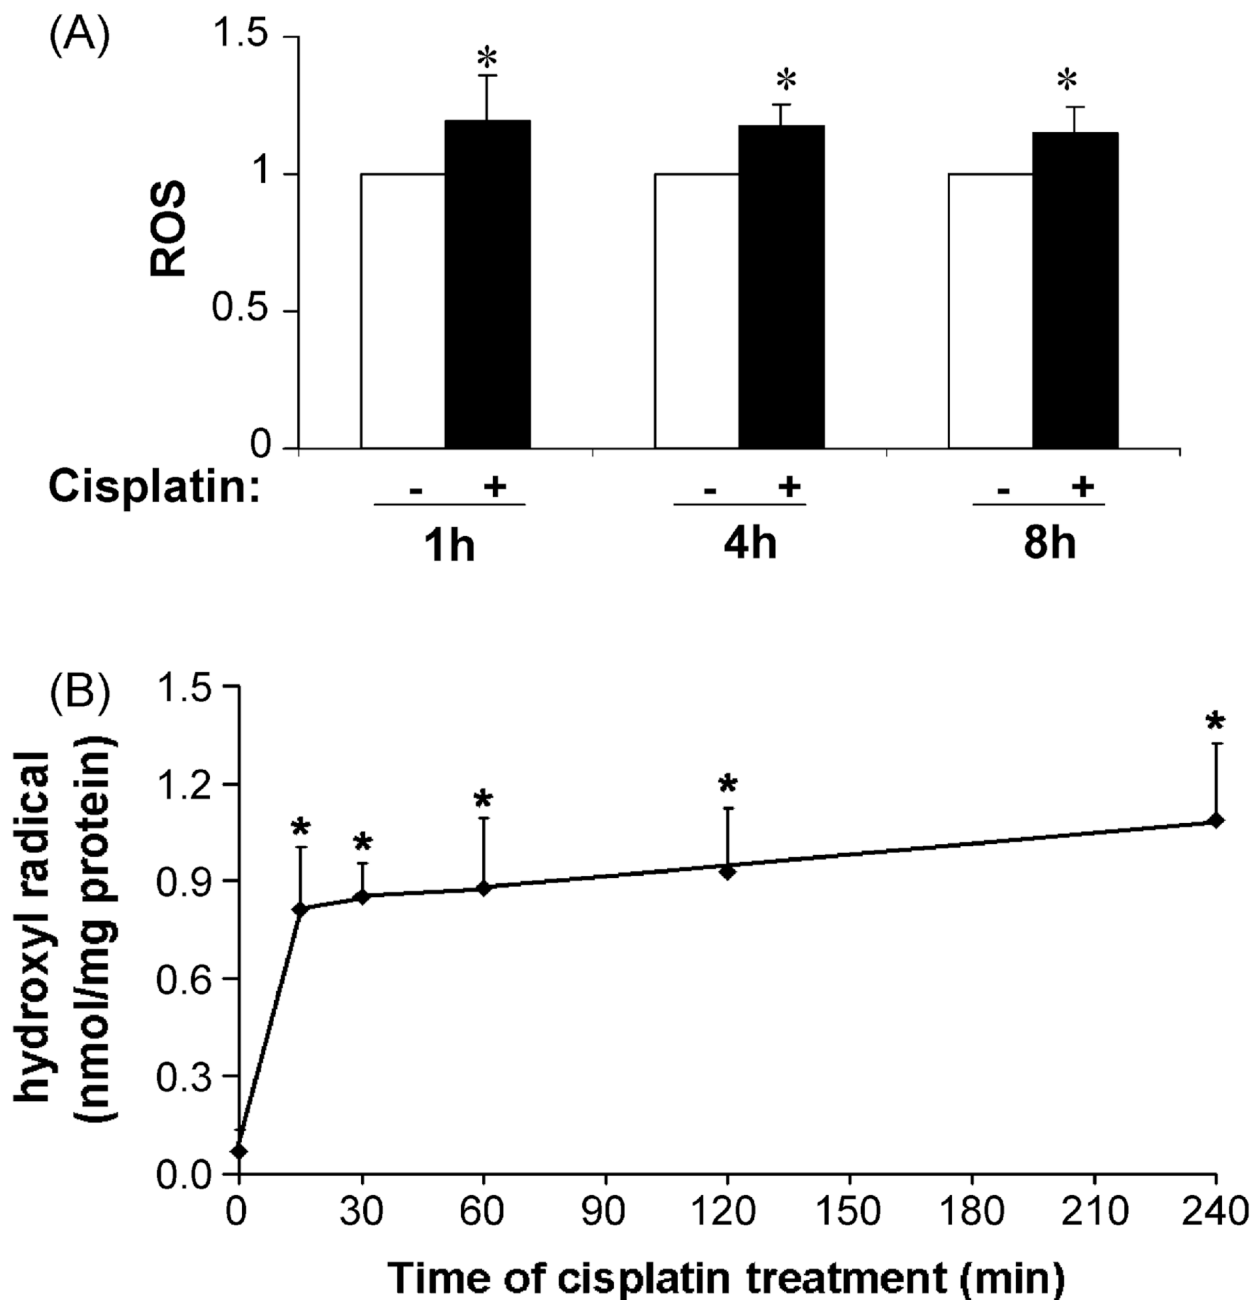 (A)
1.5
*
*
*
1
ROS
0.5
0
Cisplatin: - + - + - +
1h 4h 8h
(B)
1.5
*
1.2
*
*
*
*
0.9
hydroxyl radical
(nmol/mg protein)
0.6
0.3
0.0
0 30 60 90 120 150 180 210 240
Time of cisplatin treatment (min)